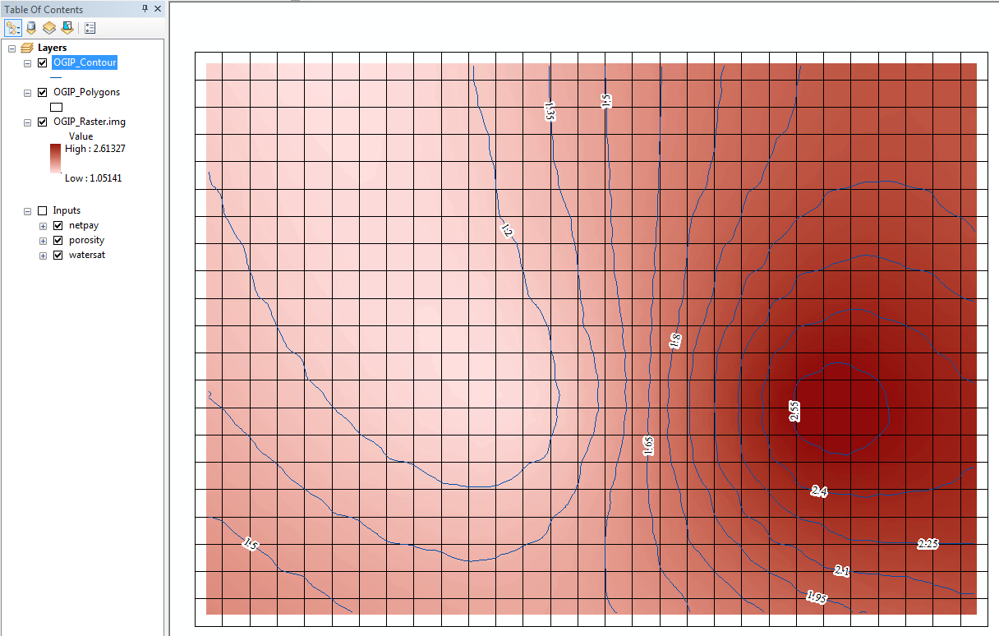 Table Of Contents
Layers
OGIP_Contour
OGIP_Polygons
OGIP_Raster.img
Value
High : 2.61327
Low : 1.05141
Inputs
netpay
porosity
watersat
1.35
1.5
1.2
1.8
2.55
1.65
2.4
1.5
2.25
2.1
1.95